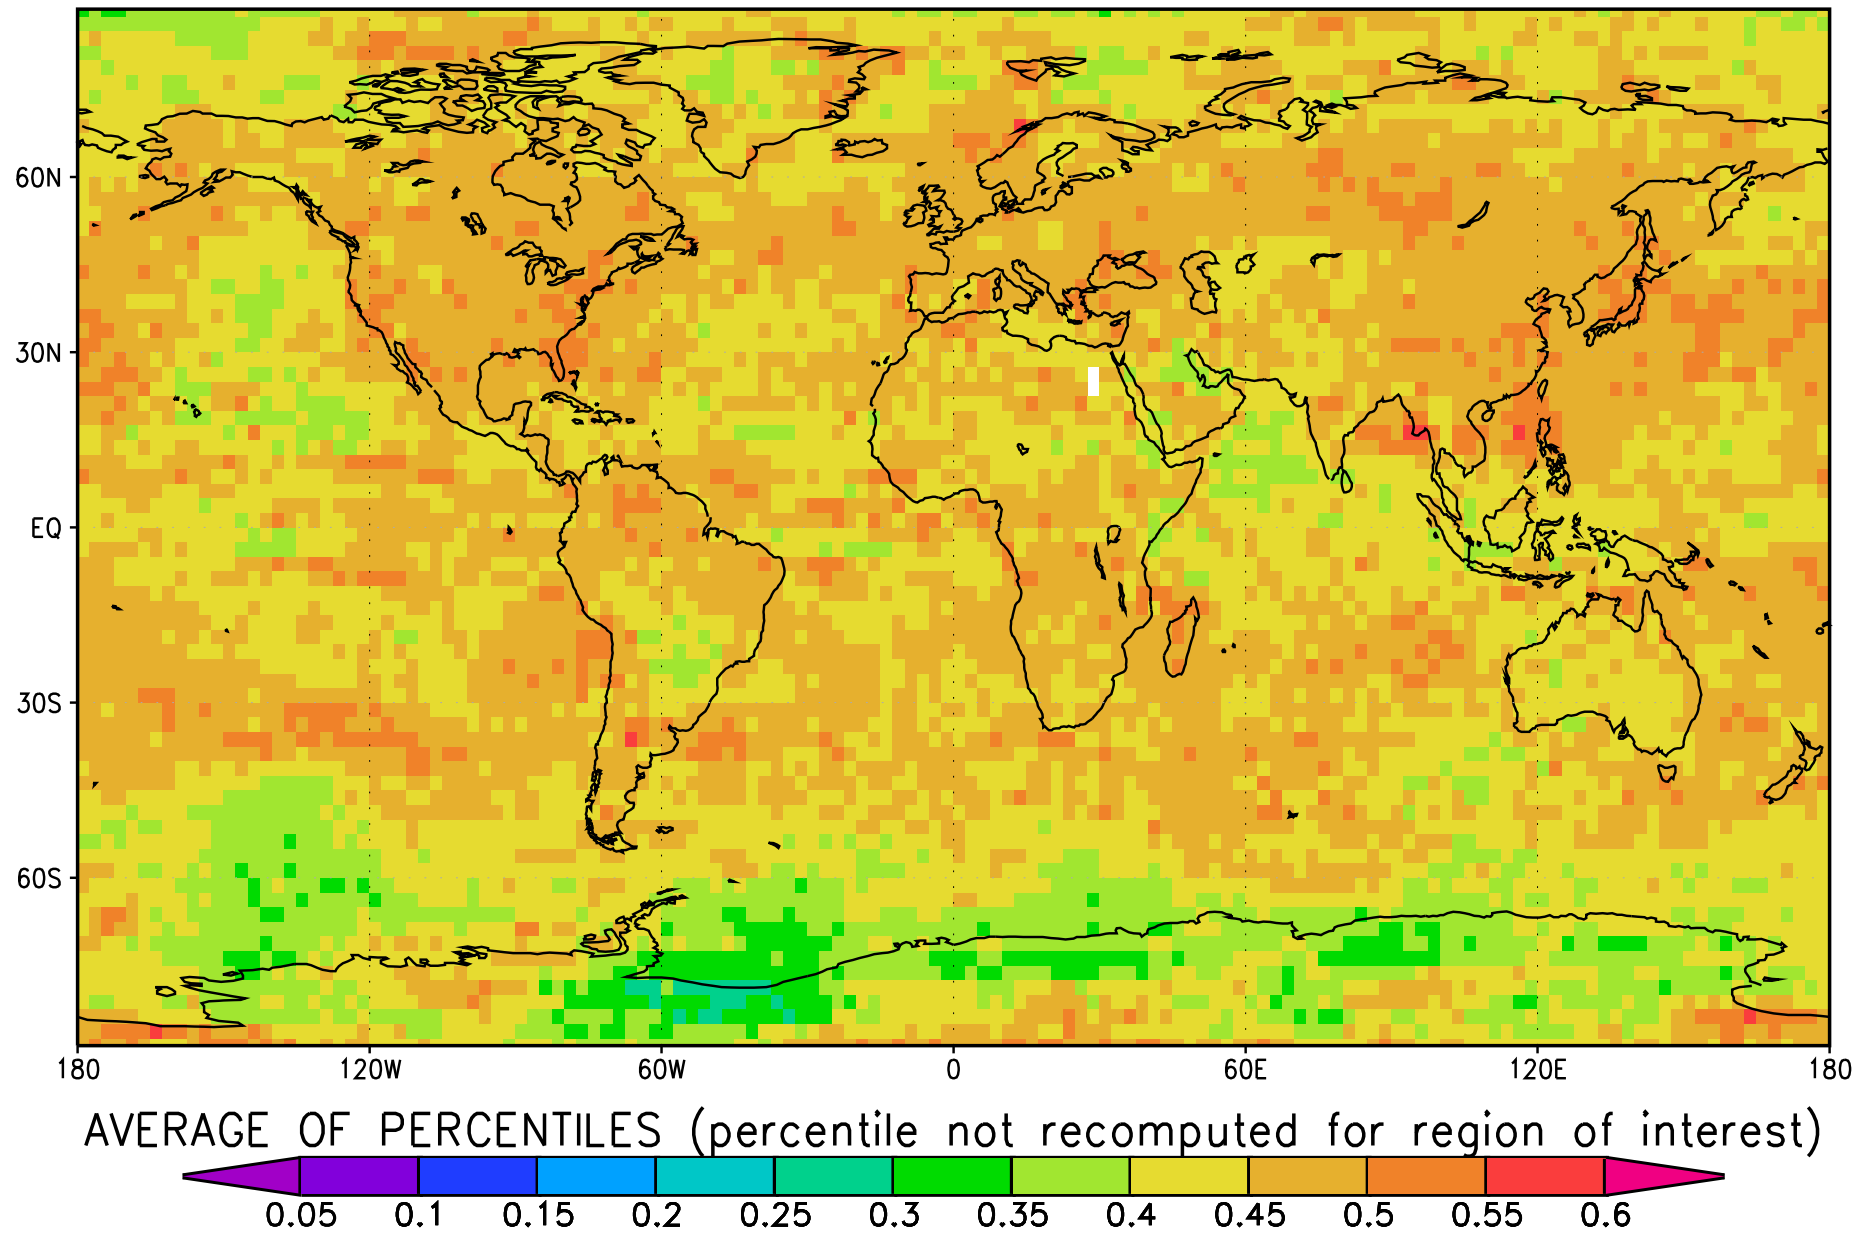 60N
30N
EQ
30S
60S
180 120W 60W 0 60E 120E 180
AVERAGE OF PERCENTILES (percentile not recomputed for region of interest)
0.05 0.1 0.15 0.2 0.25 0.3 0.35 0.4 0.45 0.5 0.55 0.6